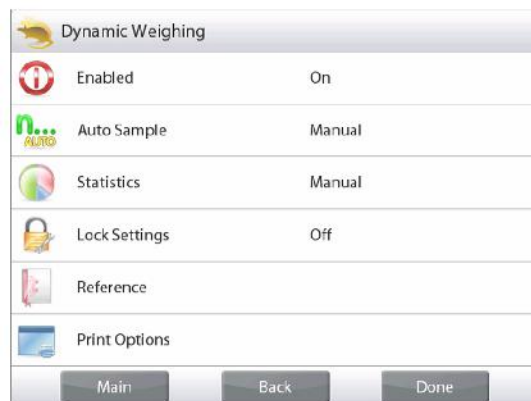 Dynamic Weighing
Enabled On
n...
AUTO
Auto Sample Manual
Statistics Manual
Lock Settings Off
Reference
Print Options
Main Back Done